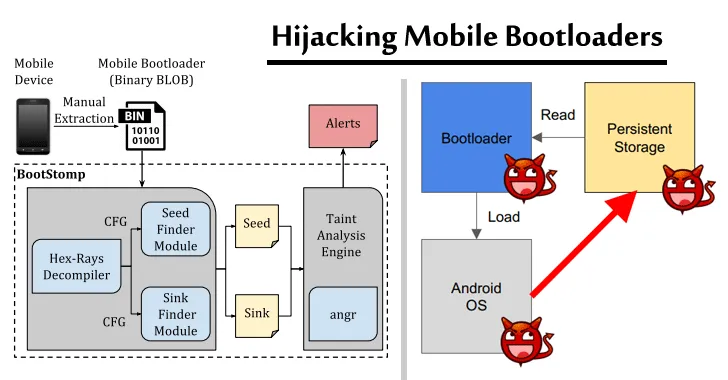 Hijacking Mobile Bootloaders
Mobile
Device
Mobile Bootloader
(Binary BLOB)
Manual
Extraction
BIN
10110
01001
Alerts
BootStomp
CFG
Seed
Finder
Module
Hex-Rays
Decompiler
CFG
Sink
Finder
Module
Seed
Sink
Taint
Analysis
Engine
angr
Bootloader
Read
Persistent
Storage
Load
Android
OS